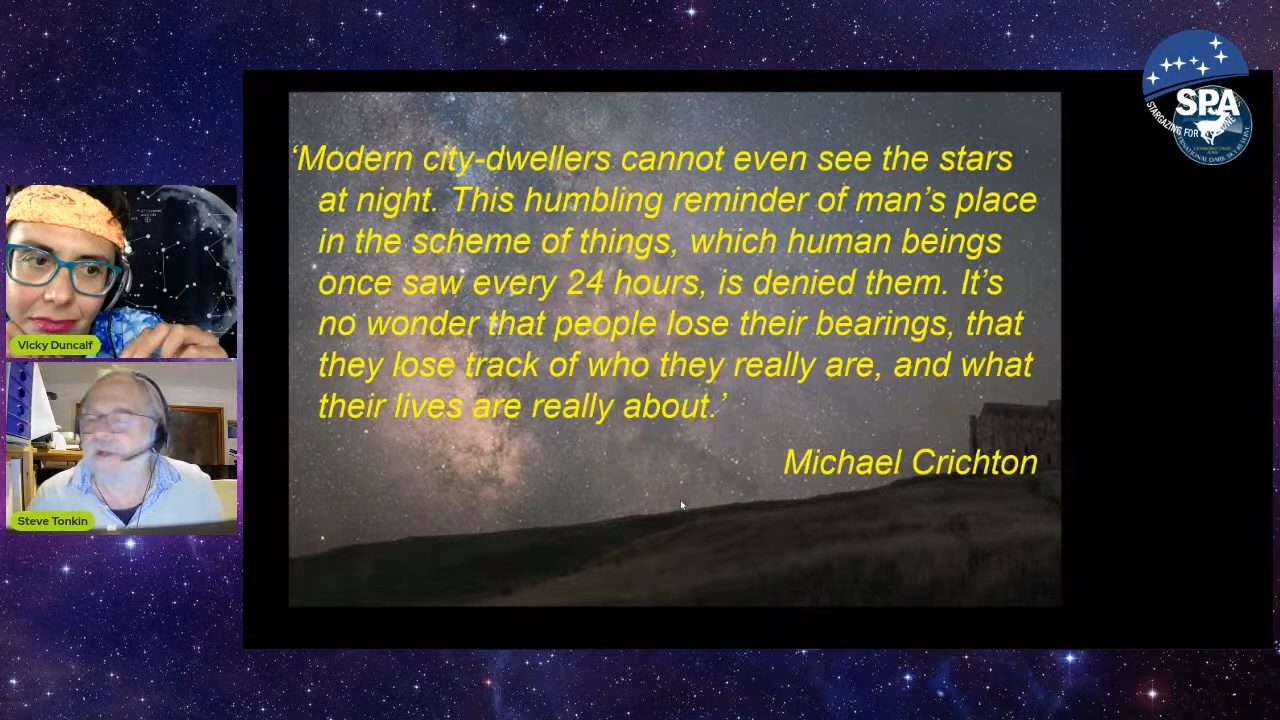 ‘Modern city-dwellers cannot even see the stars
at night. This humbling reminder of man’s place
in the scheme of things, which human beings
once saw every 24 hours, is denied them. It’s
no wonder that people lose their bearings, that
they lose track of who they really are, and what
their lives are really about.’
Michael Crichton
Vicky Duncalf
Steve Tonkin
SPA
STARGAZING FOR